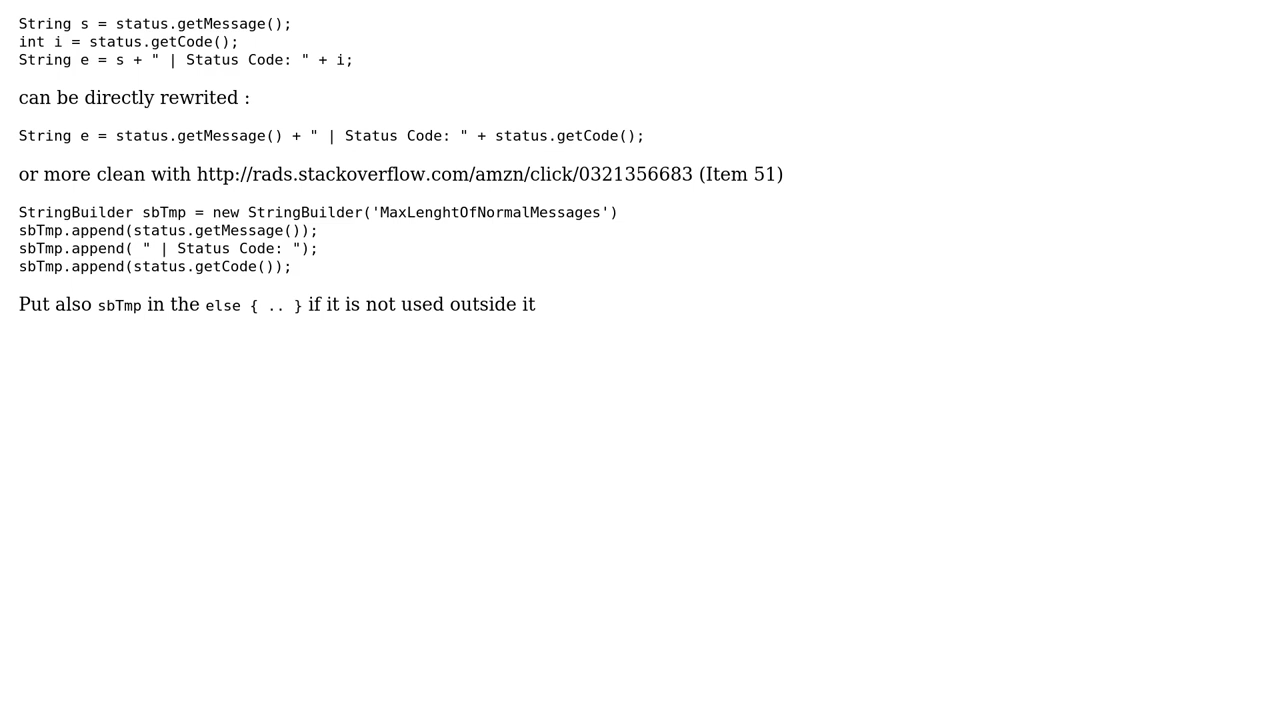 String s = status.getMessage();
int i = status.getCode();
String e = s + " | Status Code: " + i;
can be directly rewrited :
String e = status.getMessage() + " | Status Code: " + status.getCode();
or more clean with http://rads.stackoverflow.com/amzn/click/0321356683 (Item 51)
StringBuilder sbTmp = new StringBuilder('MaxLenghtOfNormalMessages')
sbTmp.append(status.getMessage());
sbTmp.append( " | Status Code: ");
sbTmp.append(status.getCode());
Put also sbTmp in the else { .. } if it is not used outside it